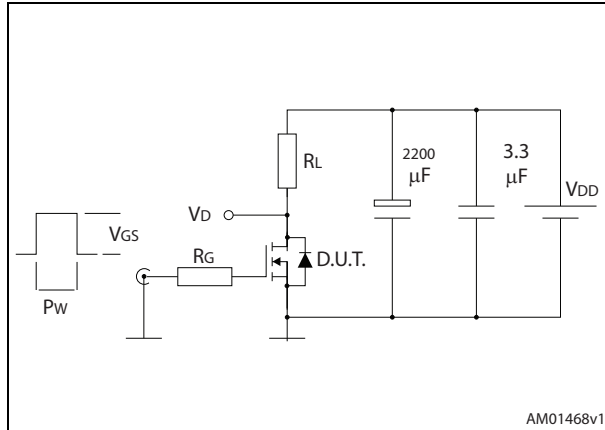 RL
2200
μF
3.3
μF
VDD
VD
VGS
RG
D.U.T.
PW
AM01468v1